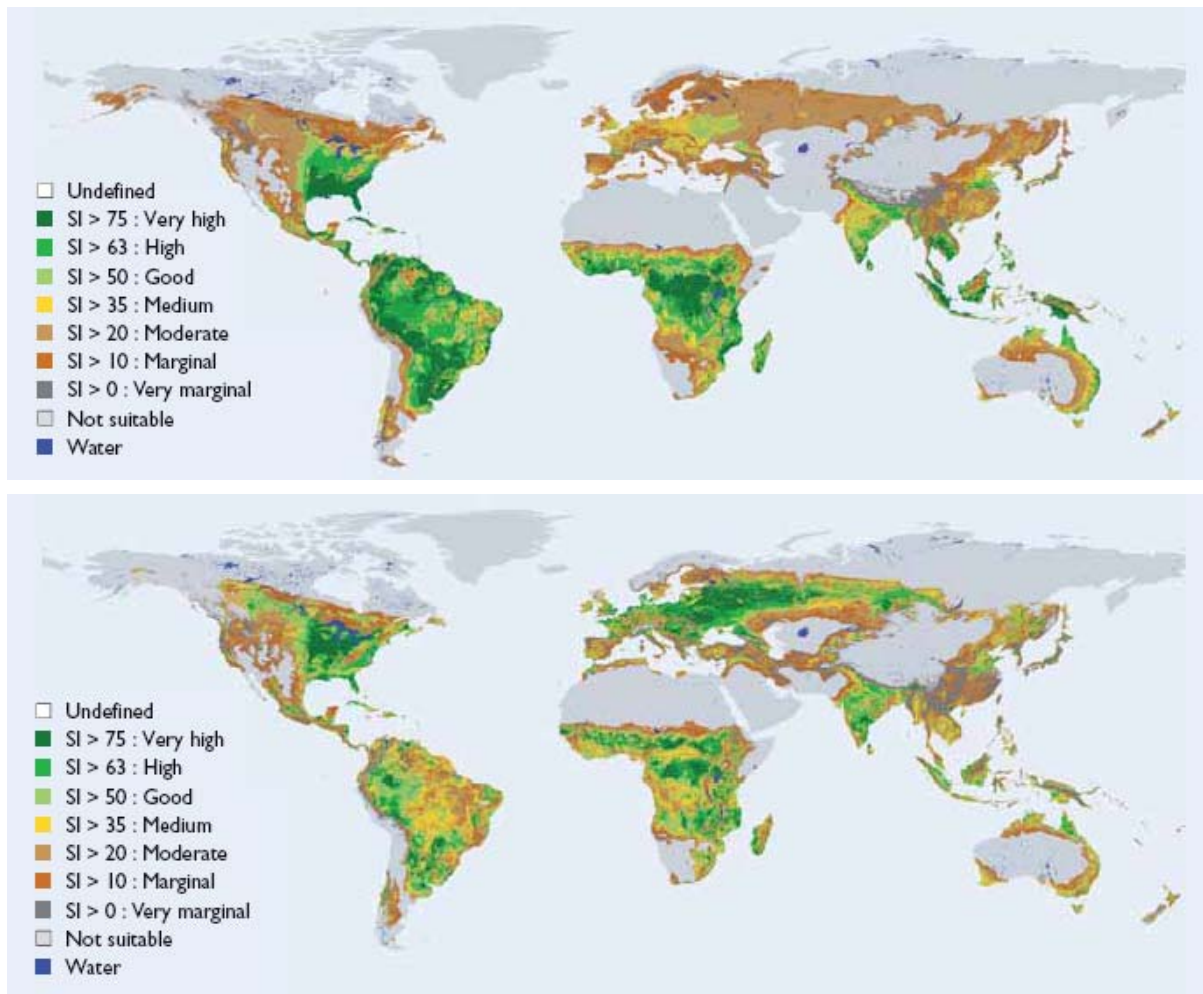 Undefined
SI > 75 : Very high
SI > 63 : High
SI > 50 : Good
SI > 35 : Medium
SI > 20 : Moderate
SI > 10 : Marginal
SI > 0 : Very marginal
Not suitable
Water
Undefined
SI > 75 : Very high
SI > 63 : High
SI > 50 : Good
SI > 35 : Medium
SI > 20 : Moderate
SI > 10 : Marginal
SI > 0 : Very marginal
Not suitable
Water